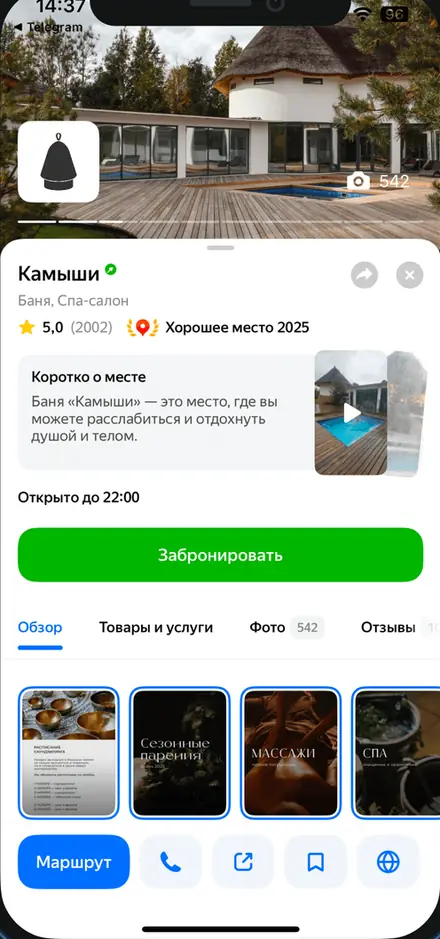 14:37
96
Telegram
542
Камыши
Баня, Спа-салон
5,0 (2002) Хорошее место 2025
Коротко о месте
Баня «Камыши» — это место, где вы
можете расслабиться и отдохнуть
душой и телом.
Открыто до 22:00
Забронировать
Обзор Товары и услуги Фото 542 Отзывы
РАСПИСАНИЕ
Сезонные
парения
МАССАЖИ
СПА
Маршрут